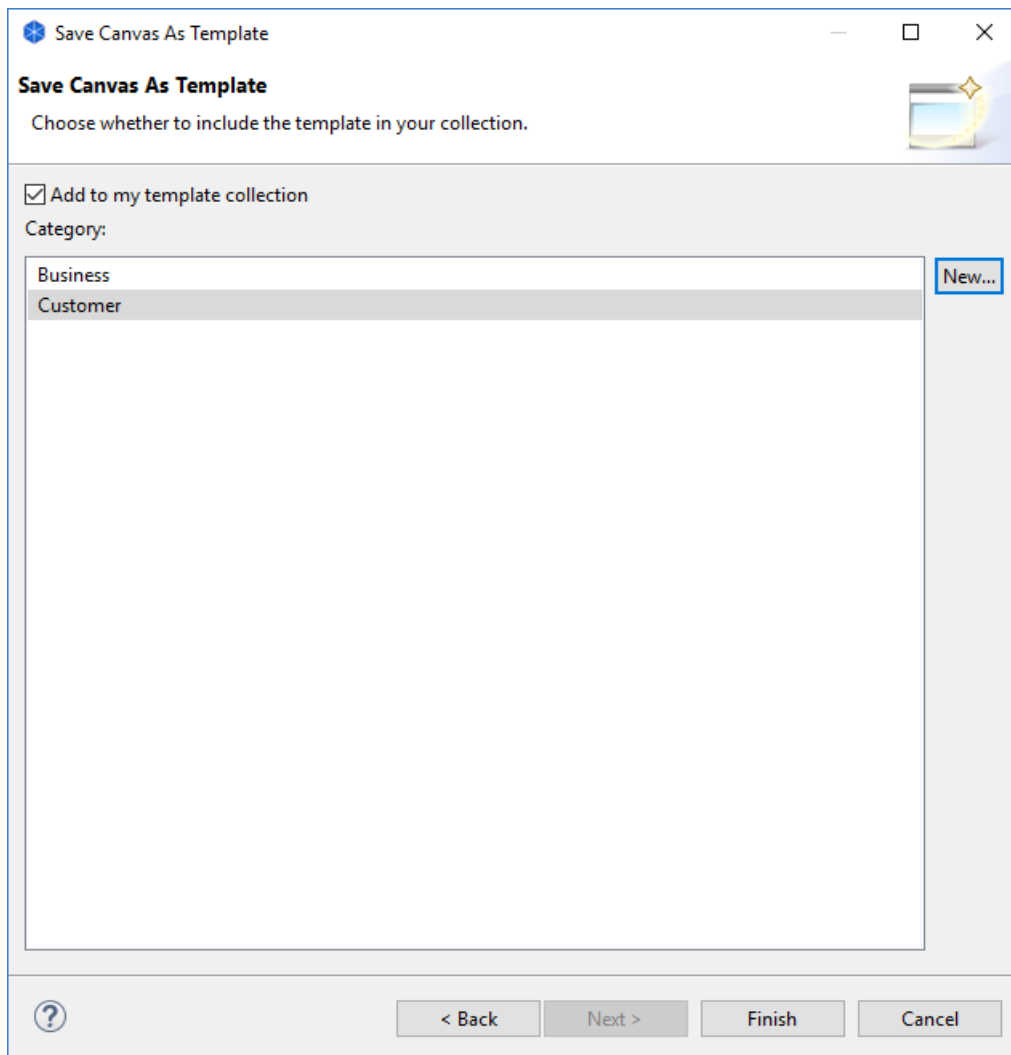 Save Canvas As Template
Save Canvas As Template
Choose whether to include the template in your collection.
Add to my template collection
Category:
Business
New...
Customer
?
< Back
Next >
Finish
Cancel